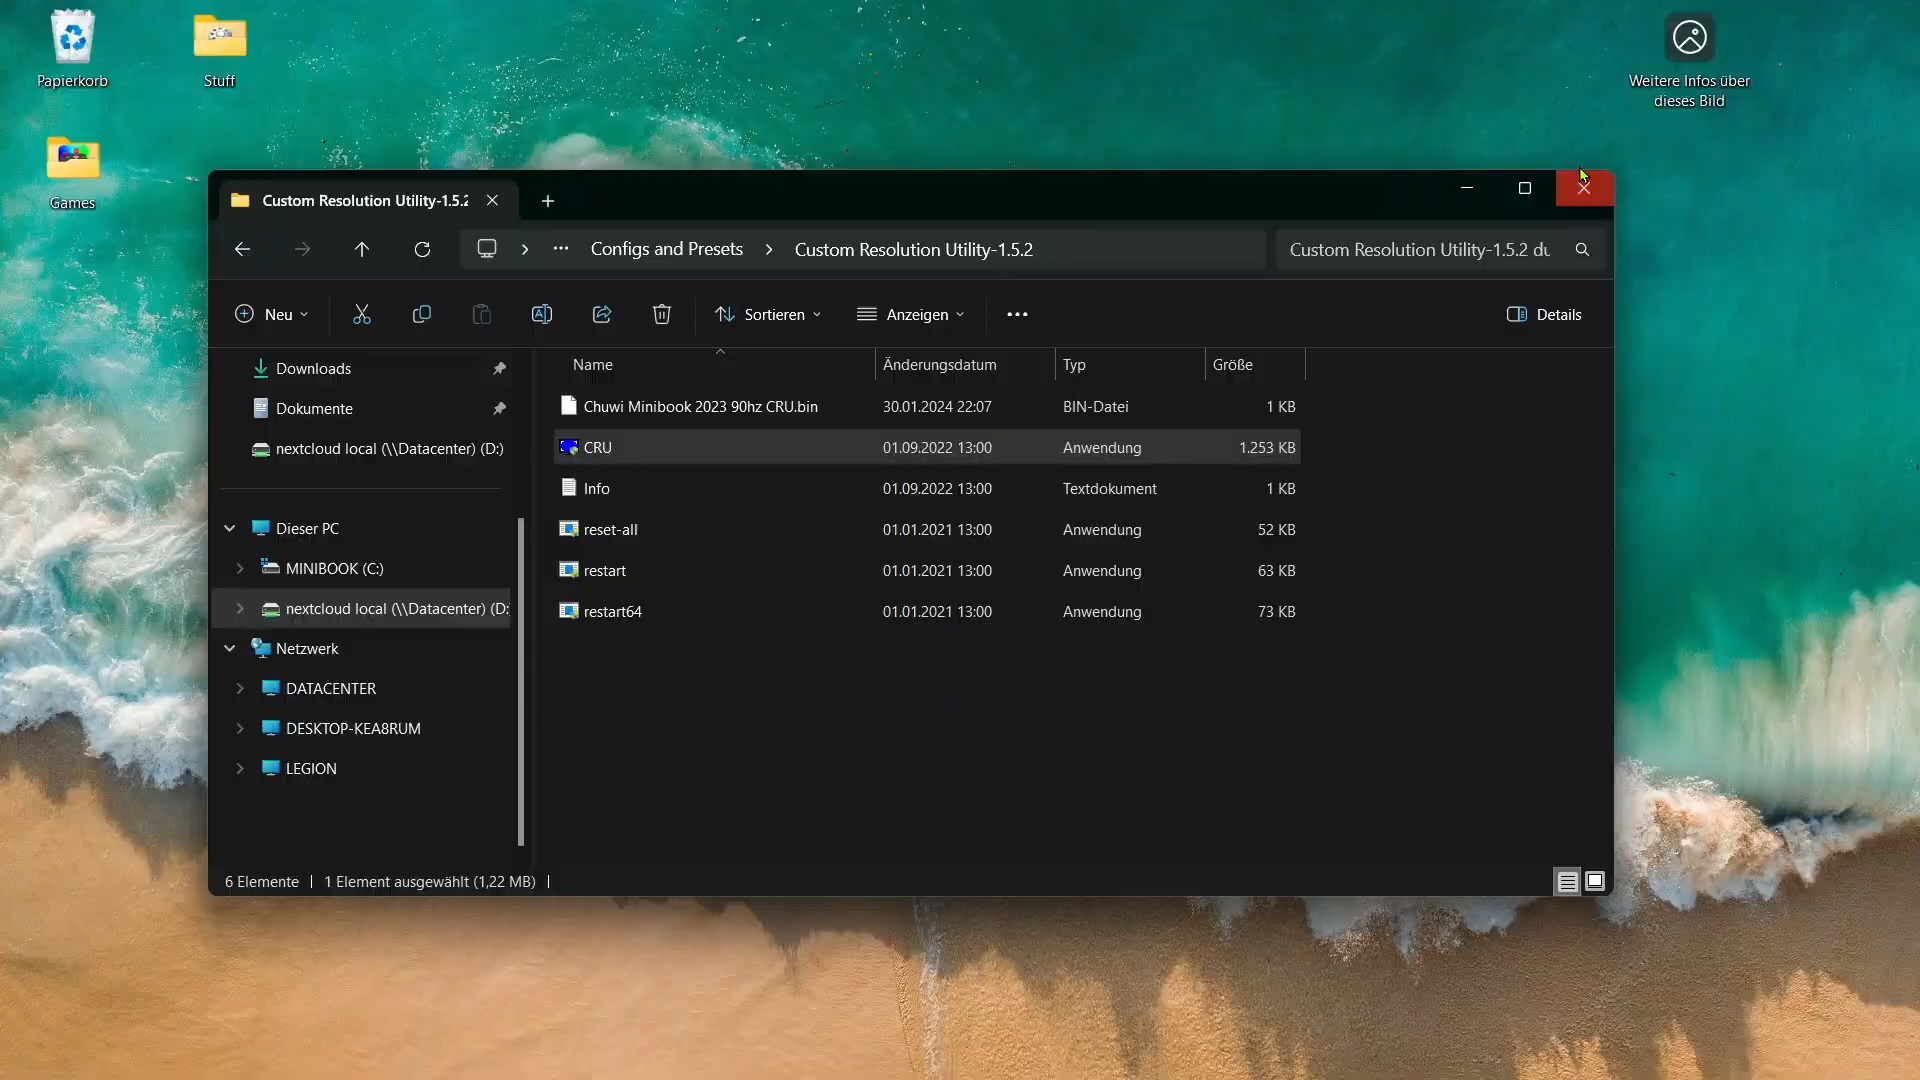 Papierkorb
Stuff
Weitere Infos über
dieses Bild
Games
Custom Resolution Utility-1.5.2
Configs and Presets
Custom Resolution Utility-1.5.2
Custom Resolution Utility-1.5.2 du
Neu
Sortieren
Anzeigen
Details
Downloads
Dokumente
nextcloud local (\\Datacenter) (D:)
Dieser PC
MINIBOOK (C:)
nextcloud local (\\Datacenter) (D:
Netzwerk
DATACENTER
DESKTOP-KEA8RUM
LEGION
Name Änderungsdatum Typ Größe
Chuwi Minibook 2023 90hz CRU.bin 30.01.2024 22:07 BIN-Datei 1 KB
CRU 01.09.2022 13:00 Anwendung 1.253 KB
Info 01.09.2022 13:00 Textdokument 1 KB
reset-all 01.01.2021 13:00 Anwendung 52 KB
restart 01.01.2021 13:00 Anwendung 63 KB
restart64 01.01.2021 13:00 Anwendung 73 KB
6 Elemente 1 Element ausgewählt (1,22 MB)